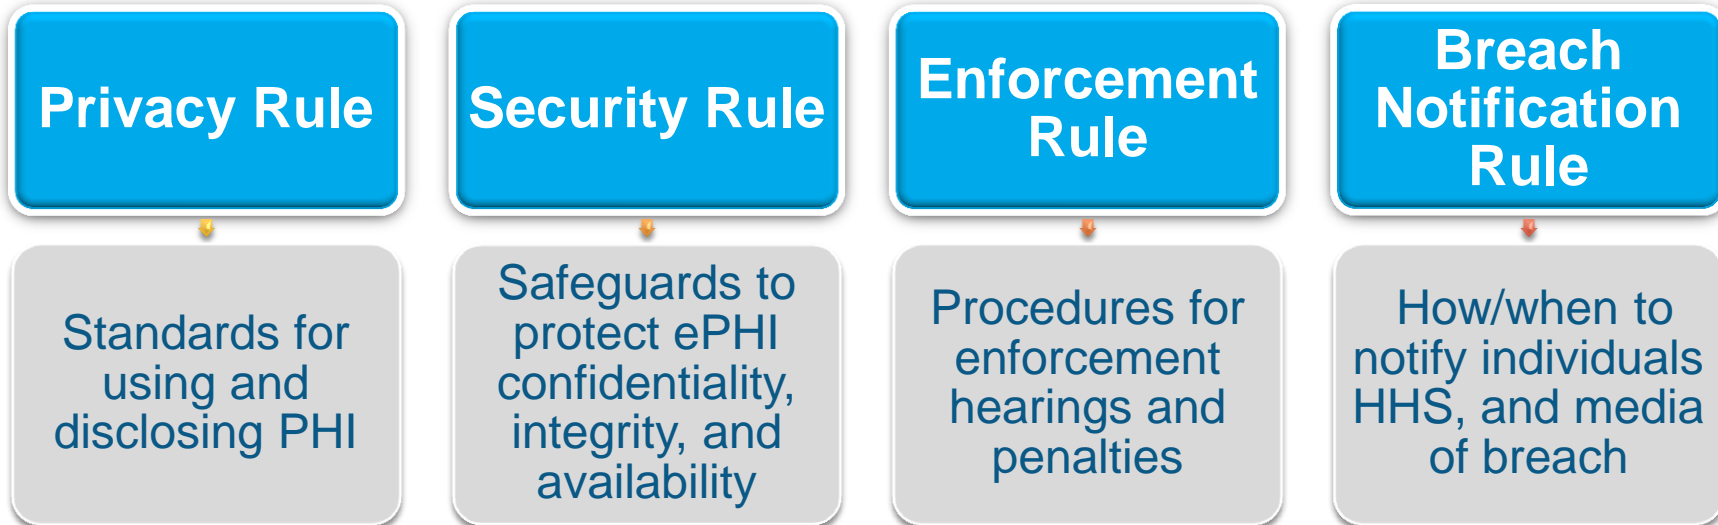 Privacy Rule
Standards for
using and
disclosing PHI
Security Rule
Safeguards to
protect ePHI
confidentiality,
integrity, and
availability
Enforcement
Rule
Procedures for
enforcement
hearings and
penalties
Breach
Notification
Rule
How/when to
notify individuals
HHS, and media
of breach